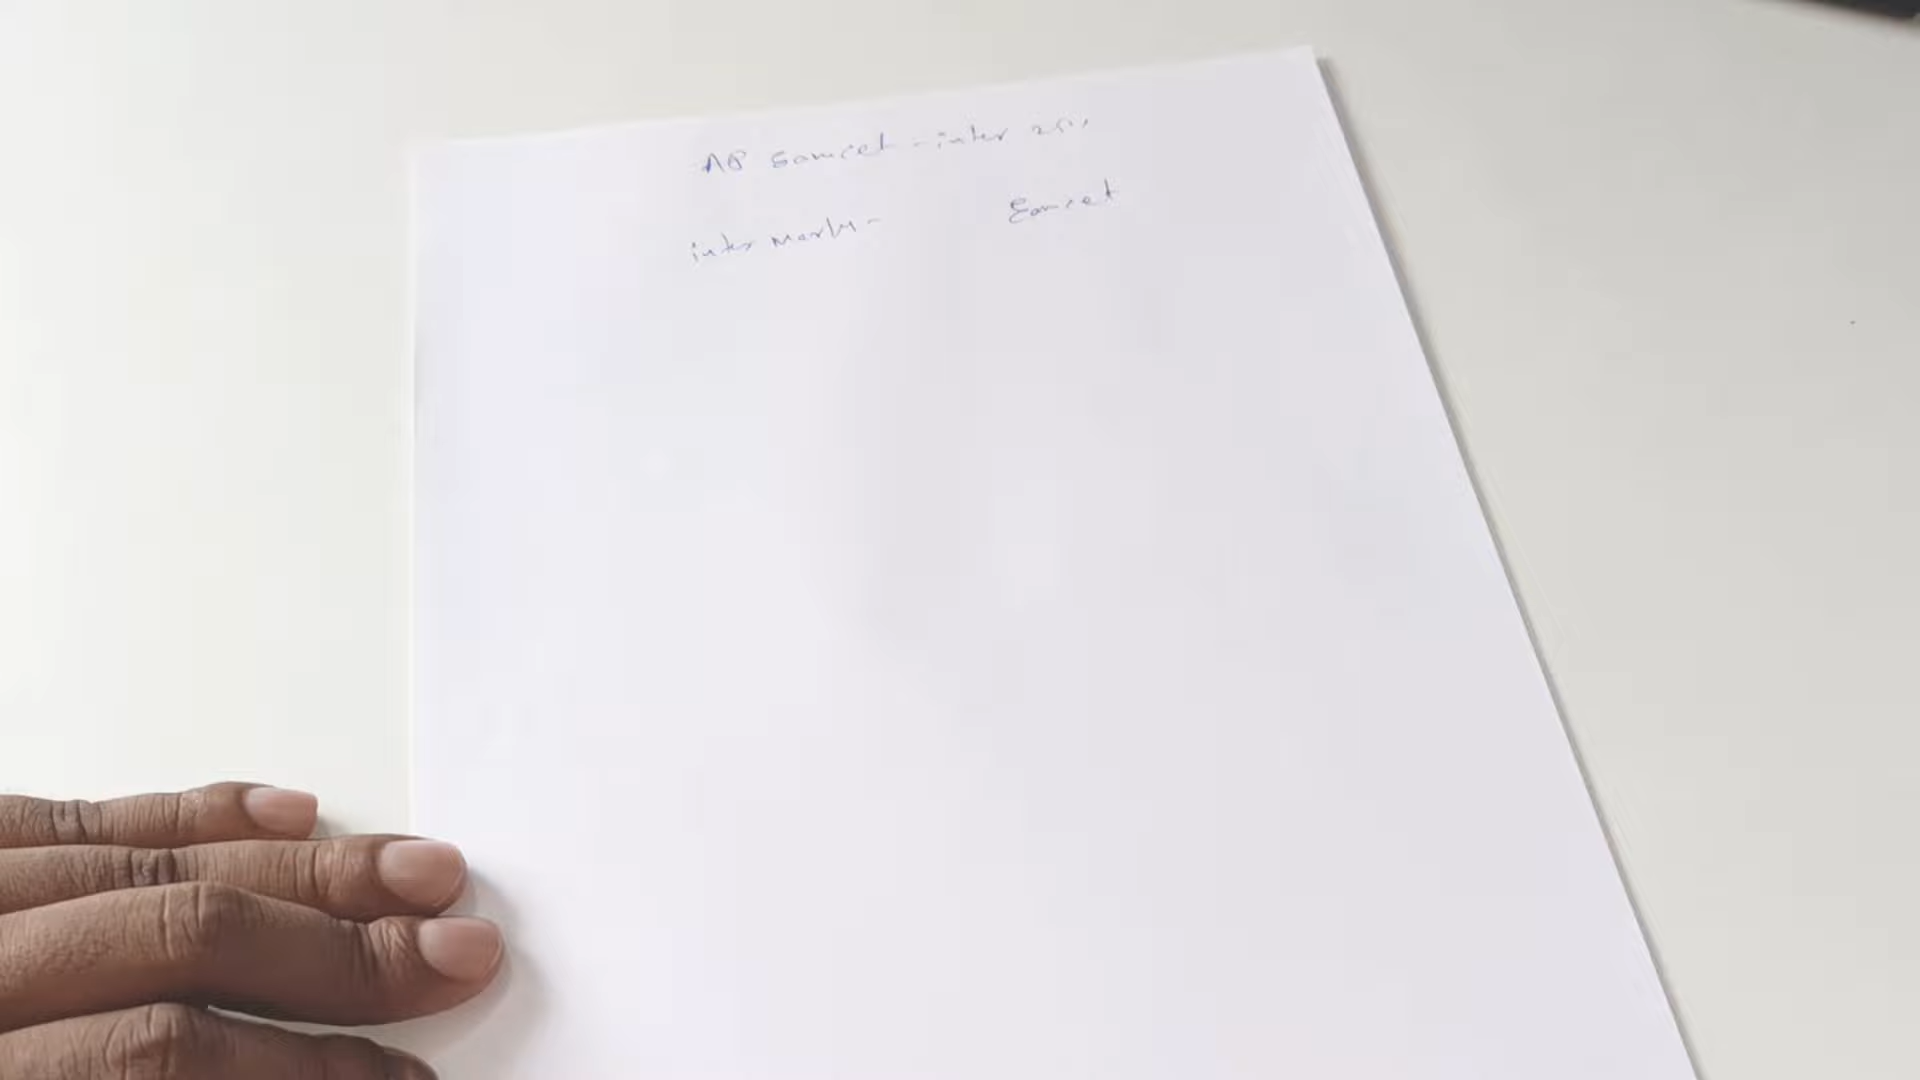 AP Eamcet - inter 25%
inter marks - Eamcet